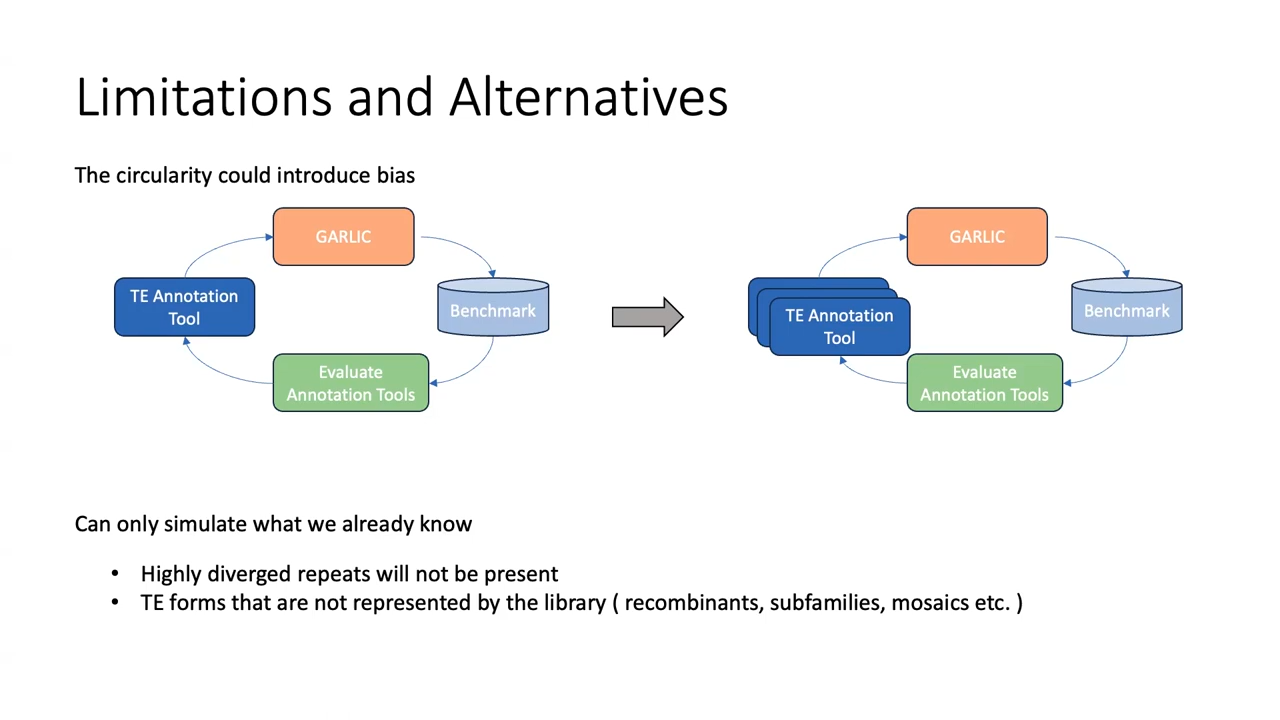 Limitations and Alternatives
The circularity could introduce bias
GARLIC
TE Annotation
Tool
Benchmark
Evaluate
Annotation Tools
GARLIC
TE Annotation
Tool
Benchmark
Evaluate
Annotation Tools
Can only simulate what we already know
• Highly diverged repeats will not be present
• TE forms that are not represented by the library ( recombinants, subfamilies, mosaics etc. )